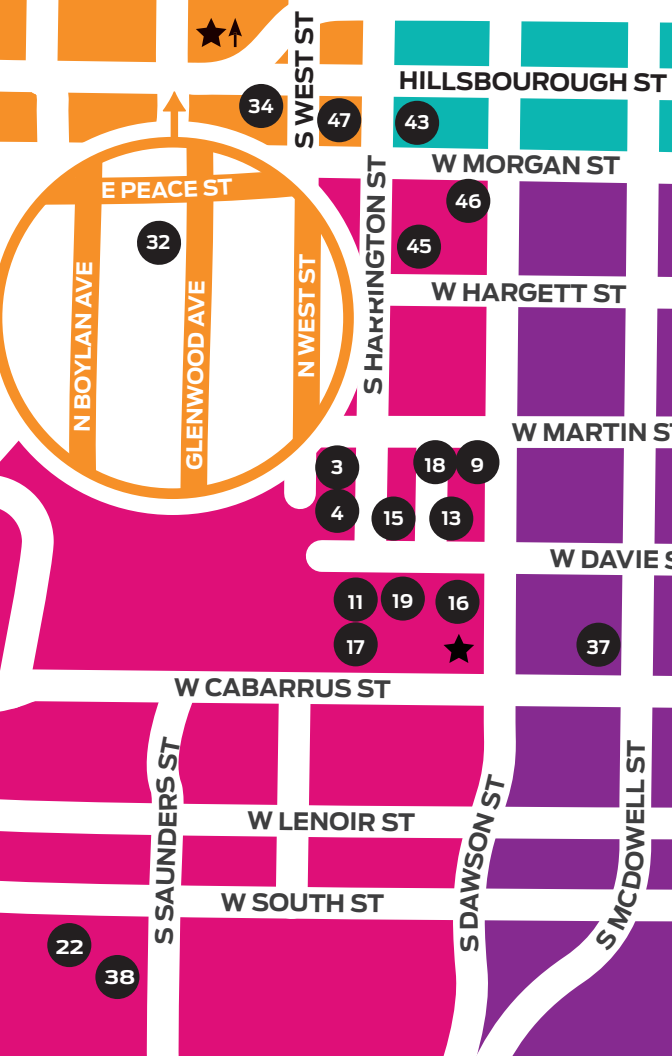 S WEST ST
HILLSBOUROUGH ST
34
47
43
W MORGAN ST
E PEACE ST
S HARRINGTON ST
46
32
45
N BOYLAN AVE
GLENWOOD AVE
N WEST ST
W HARGETT ST
W MARTIN ST
3
18
9
4
15
13
W DAVIE S
11
19
16
17
37
W CABARRUS ST
S SAUNDERS ST
W LENOIR ST
S DAWSON ST
S MCDOWELL ST
W SOUTH ST
22
38